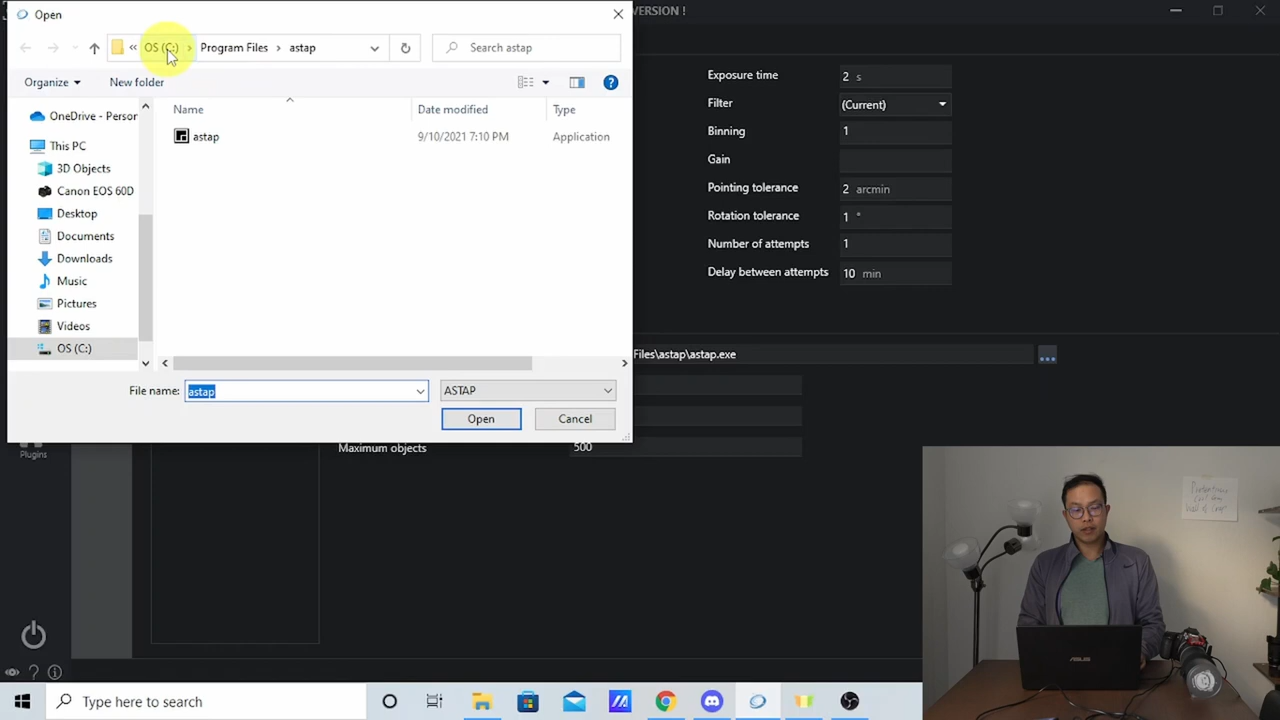 Open
VERSION !
OS (C:)
Program Files
astap
Search astap
Organize
New folder
Name
Date modified
Type
OneDrive - Person
This PC
3D Objects
Canon EOS 60D
Desktop
Documents
Downloads
Music
Pictures
Videos
OS (C:)
astap
9/10/2021 7:10 PM
Application
File name:
astap
ASTAP
Open
Cancel
Exposure time
2 s
Filter
(Current)
Binning
1
Gain
Pointing tolerance
2 arcmin
Rotation tolerance
1 °
Number of attempts
1
Delay between attempts
10 min
Files\astap\astap.exe
...
Maximum objects
500
Plugins
Type here to search
Wall of Crap!
ASUS